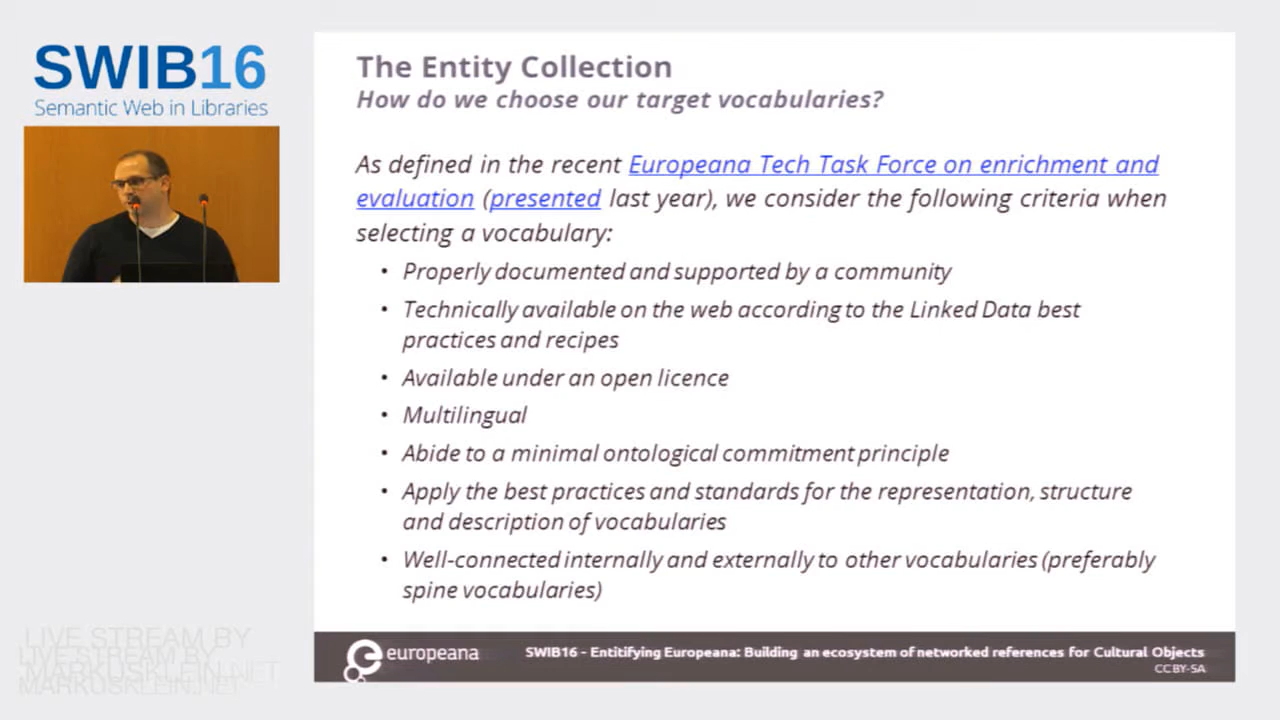 SWIB16
Semantic Web in Libraries
The Entity Collection
How do we choose our target vocabularies?
As defined in the recent Europeana Tech Task Force on enrichment and
evaluation (presented last year), we consider the following criteria when
selecting a vocabulary:
• Properly documented and supported by a community
• Technically available on the web according to the Linked Data best
practices and recipes
• Available under an open licence
• Multilingual
• Abide to a minimal ontological commitment principle
• Apply the best practices and standards for the representation, structure
and description of vocabularies
• Well-connected internally and externally to other vocabularies (preferably
spine vocabularies)
europeana
SWIB16 - Entitifying Europeana: Building an ecosystem of networked references for Cultural Objects
CC BY-SA
LIVE STREAM BY
LIVE STREAM BY
MARKUSKLEIN.NET
MARKUSKLEIN.NET